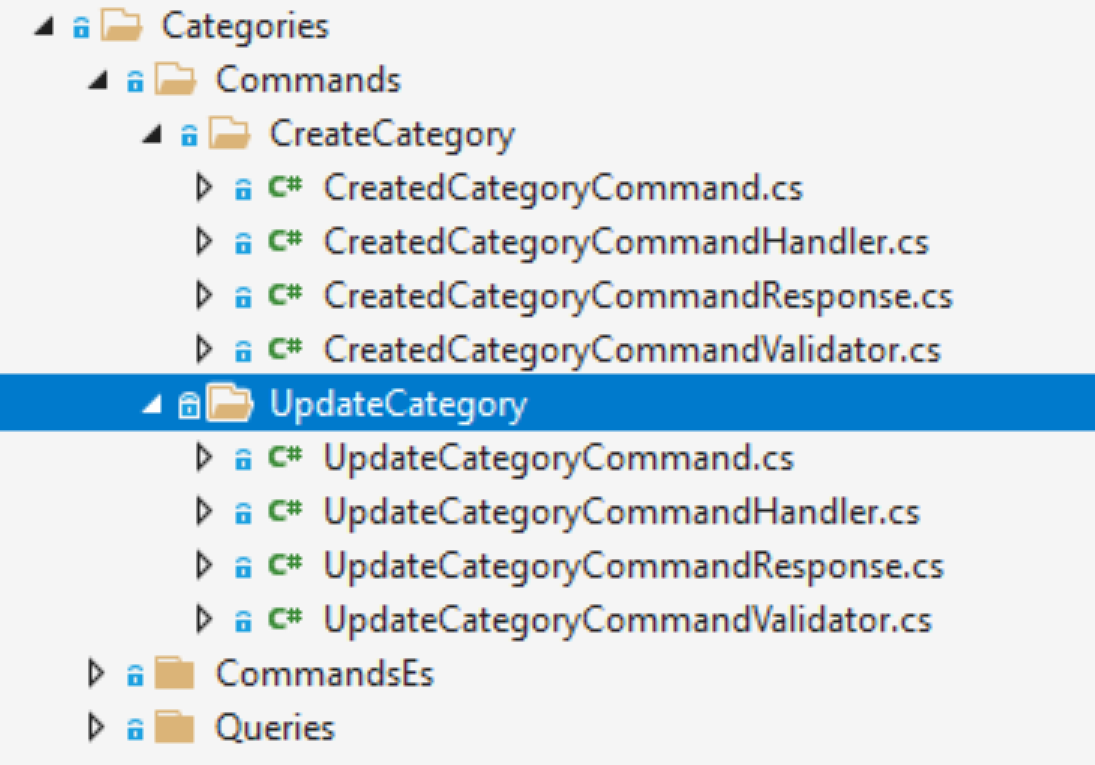 Categories
Commands
CreateCategory
C# CreatedCategoryCommand.cs
C# CreatedCategoryCommandHandler.cs
C# CreatedCategoryCommandResponse.cs
C# CreatedCategoryCommandValidator.cs
UpdateCategory
C# UpdateCategoryCommand.cs
C# UpdateCategoryCommandHandler.cs
C# UpdateCategoryCommandResponse.cs
C# UpdateCategoryCommandValidator.cs
CommandsEs
Queries